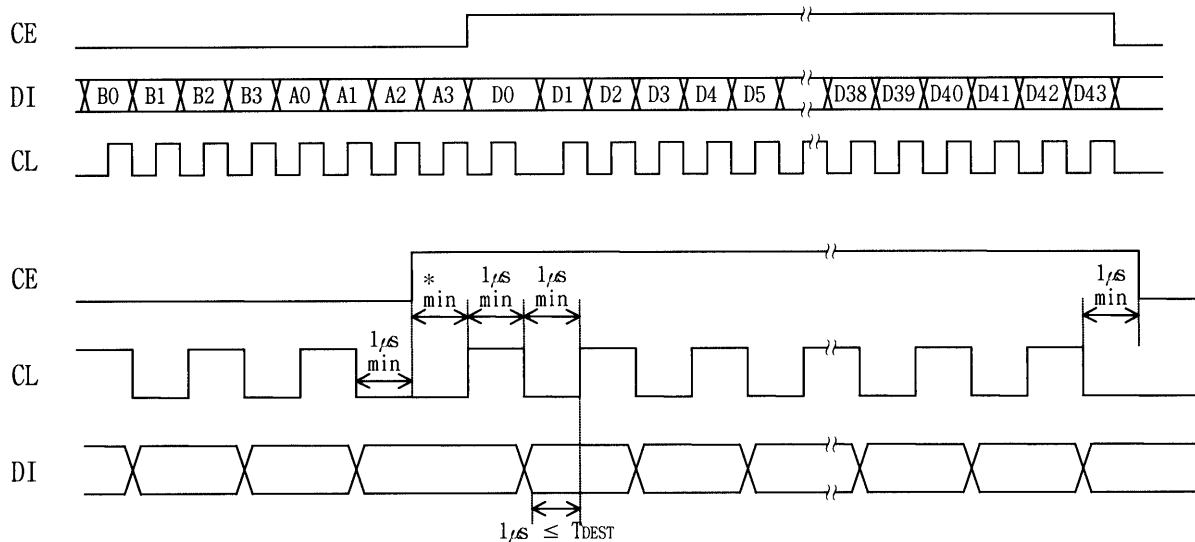 CE
DI B0 B1 B2 B3 A0 A1 A2 A3 D0 D1 D2 D3 D4 D5 D38 D39 D40 D41 D42 D43
CL
CE
* min
1μs min
1μs min
1μs min
1μs min
CL
DI
1μs ≤ TDEST